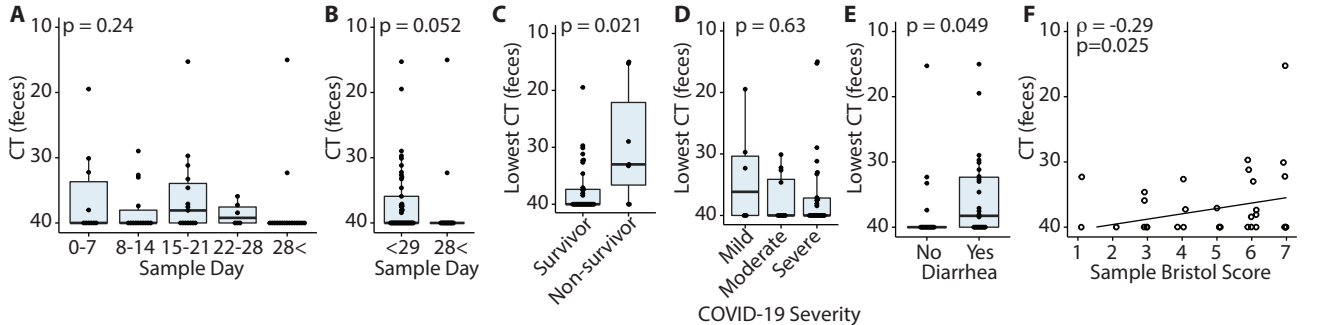 A
p = 0.24
CT (feces)
10
20
30
40
0-7 8-14 15-21 22-28 28<
Sample Day
B
p = 0.052
CT (feces)
10
20
30
40
<29 28<
Sample Day
C
p = 0.021
Lowest CT (feces)
10
20
30
40
Survivor
Non-survivor
D
p = 0.63
Lowest CT (feces)
10
20
30
40
Mild
Moderate
Severe
COVID-19 Severity
E
p = 0.049
Lowest CT (feces)
10
20
30
40
No Yes
Diarrhea
F
ρ = -0.29
p=0.025
CT (feces)
10
20
30
40
1 2 3 4 5 6 7
Sample Bristol Score